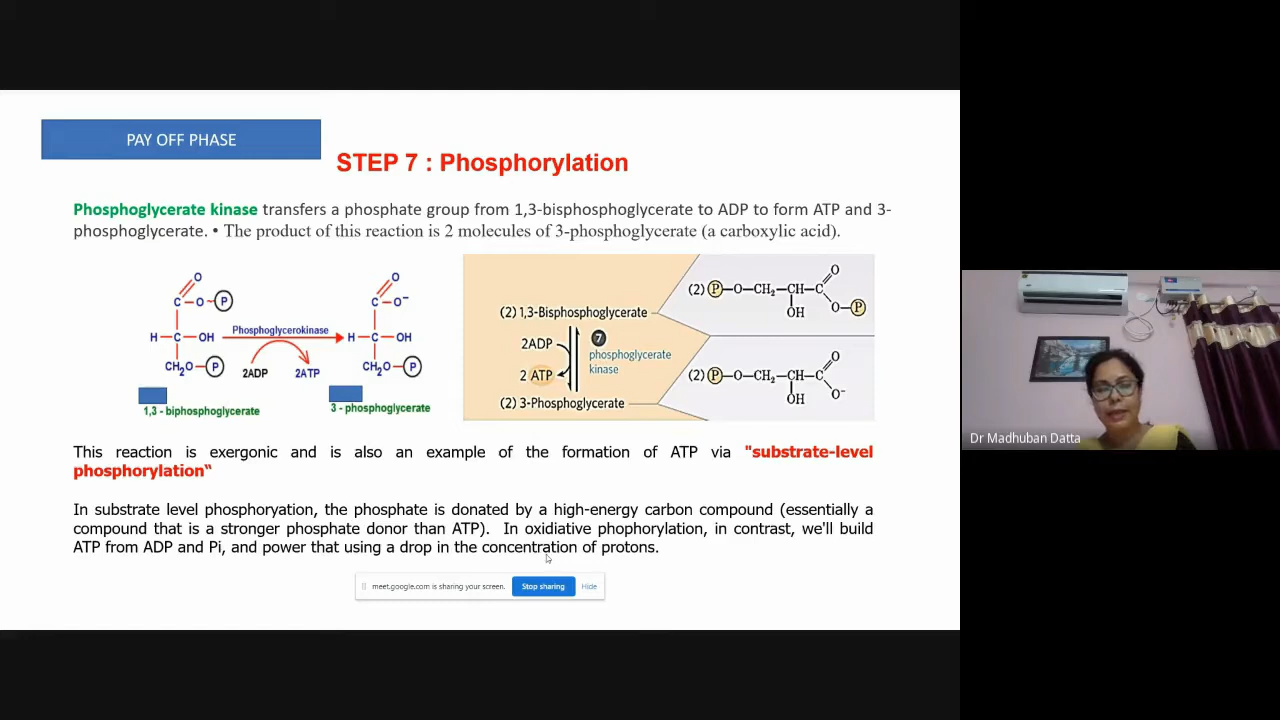 PAY OFF PHASE
STEP 7 : Phosphorylation
Phosphoglycerate kinase transfers a phosphate group from 1,3-bisphosphoglycerate to ADP to form ATP and 3-
phosphoglycerate. • The product of this reaction is 2 molecules of 3-phosphoglycerate (a carboxylic acid).
O
C O ~ P
H C OH
CH2O P
1,3 - biphosphoglycerate
Phosphoglycerokinase
2ADP 2ATP
O
C O−
H C OH
CH2O P
3 - phosphoglycerate
(2) 1,3-Bisphosphoglycerate
2ADP
2 ATP
7
phosphoglycerate
kinase
(2) 3-Phosphoglycerate
O
(2) P–O–CH2–CH–C
OH O–P
O
(2) P–O–CH2–CH–C
OH O−
This reaction is exergonic and is also an example of the formation of ATP via "substrate-level
phosphorylation“
In substrate level phosphoryation, the phosphate is donated by a high-energy carbon compound (essentially a
compound that is a stronger phosphate donor than ATP). In oxidiative phophorylation, in contrast, we'll build
ATP from ADP and Pi, and power that using a drop in the concentration of protons.
meet.google.com is sharing your screen. Stop sharing Hide
Dr Madhuban Datta